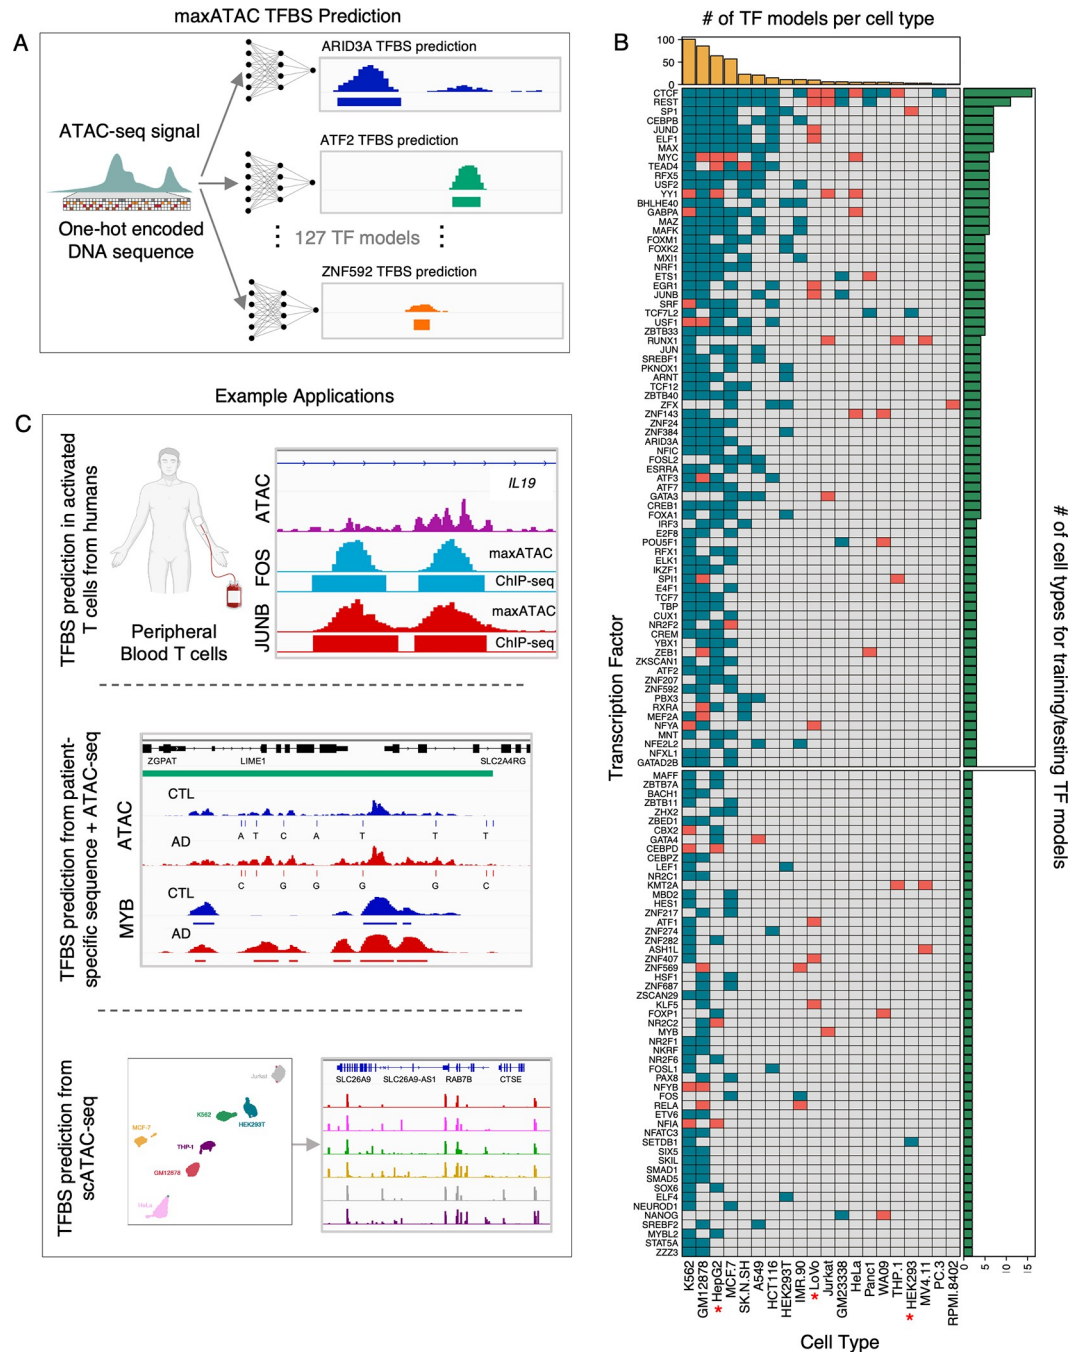 maxATAC TFBS Prediction
A
ARID3A TFBS prediction
ATAC-seq signal
One-hot encoded
DNA sequence
ATF2 TFBS prediction
127 TF models
ZNF592 TFBS prediction
Example Applications
C
TFBS prediction in activated
T cells from humans
Peripheral
Blood T cells
IL19
ATAC
FOS
maxATAC
ChIP-seq
JUNB
maxATAC
ChIP-seq
TFBS prediction from patient-
specific sequence + ATAC-seq
ZGPAT
LIME1
SLC2A4RG
ATAC
CTL
A T C A T T T
AD
C G G G G C
MYB
CTL
AD
TFBS prediction from
scATAC-seq
Jurkat
K562
HEK293T
MCF-7
THP-1
GM12878
HeLa
SLC26A9
SLC26A9-AS1
RAB7B
CTSE
B
# of TF models per cell type
100
50
0
Transcription Factor
CTCF
REST
SP1
CEBPB
JUND
ELF1
MAX
MYC
TEAD4
RFX5
USF2
YY1
BHLHE40
GABPA
MAZ
MAFK
FOXM1
FOXK2
MXI1
NRF1
ETS1
EGR1
JUNB
SRF
TCF7L2
USF1
ZBTB33
RUNX1
JUN
SREBF1
PKNOX1
ARNT
TCF12
ZBTB40
ZFX
ZNF143
ZNF24
ZNF384
ARID3A
NFIC
FOSL2
ESRRA
ATF3
ATF7
GATA3
CREB1
FOXA1
IRF3
E2F8
POU5F1
RFX1
ELK1
IKZF1
SPI1
E4F1
TCF7
TBP
CUX1
NR2F2
CREM
YBX1
ZEB1
ZKSCAN1
ATF2
ZNF207
ZNF592
PBX3
RXRA
MEF2A
NFYA
MNT
NFE2L2
NFXL1
GATAD2B
MAFF
ZBTB7A
BACH1
ZBTB11
ZHX2
ZBED1
CBX2
GATA4
CEBPD
CEBPZ
LEF1
NR2C1
KMT2A
MBD2
HES1
ZNF217
ATF1
ZNF274
ZNF282
ASH1L
ZNF407
ZNF569
HSF1
ZNF687
ZSCAN29
KLF5
FOXP1
NR2C2
MYB
NR2F1
NKRF
NR2F6
FOSL1
PAX8
NFYB
FOS
RELA
ETV6
NFIA
NFATC3
SETDB1
SIX5
SKIL
SMAD1
SMAD5
SOX6
ELF4
NEUROD1
NANOG
SREBF2
MYBL2
STAT5A
ZZZ3
K562
GM12878
* HepG2
MCF.7
SK.N.SH
A549
HCT116
HEK293T
IMR.90
* LoVo
Jurkat
GM23338
HeLa
Panc1
WA09
THP.1
* HEK293
MV4.11
PC.3
RPMI.8402
Cell Type
0
5
10
15
# of cell types for training/testing TF models